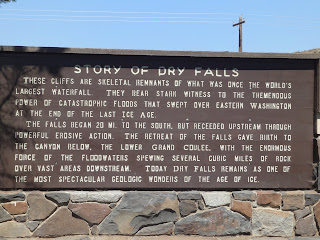 STORY OF DRY FALLS
THESE CLIFFS ARE SKELETAL REMNANTS OF WHAT WAS ONCE THE WORLD'S
LARGEST WATERFALL. THEY BEAR STARK WITNESS TO THE TREMENDOUS
POWER OF CATASTROPHIC FLOODS THAT SWEPT OVER EASTERN WASHINGTON
AT THE END OF THE LAST ICE AGE.
THE FALLS BEGAN 20 MI. TO THE SOUTH, BUT RECEEDED UPSTREAM THROUGH
POWERFUL EROSIVE ACTION. THE RETREAT OF THE FALLS GAVE BIRTH TO
THE CANYON BELOW, THE LOWER GRAND COULEE, WITH THE ENORMOUS
FORCE OF THE FLOODWATERS SPEWING SEVERAL CUBIC MILES OF ROCK
OVER VAST AREAS DOWNSTREAM. TODAY DRY FALLS REMAINS AS ONE OF
THE MOST SPECTACULAR GEOLOGIC WONDERS OF THE AGE OF ICE.